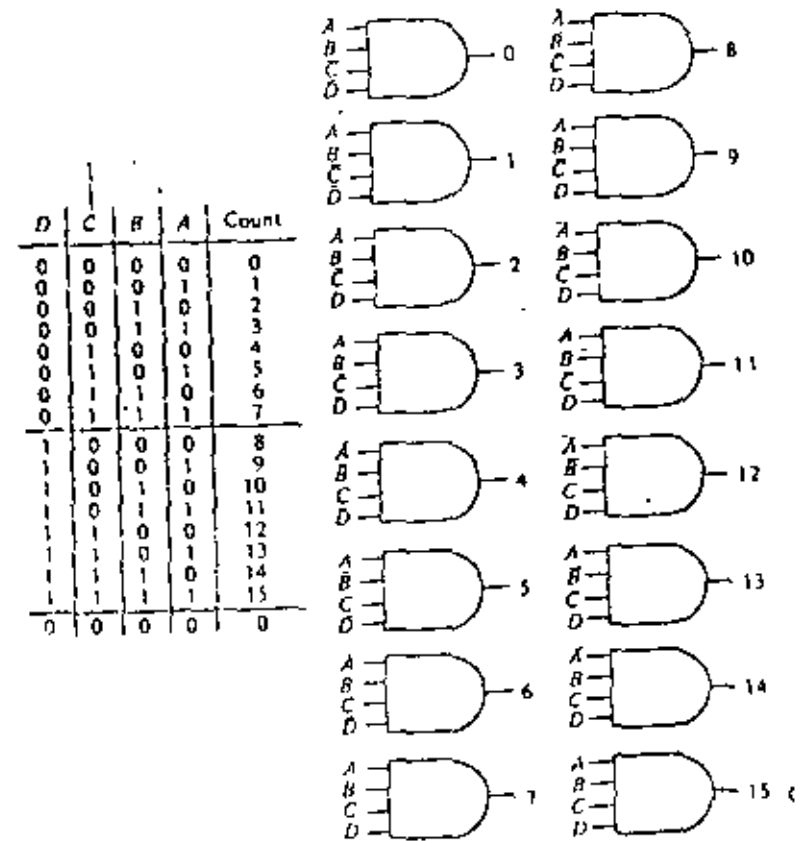 D C B A Count
0 0 0 0 0
0 0 0 1 1
0 0 1 0 2
0 0 1 1 3
0 1 0 0 4
0 1 0 1 5
0 1 1 0 6
0 1 1 1 7
1 0 0 0 8
1 0 0 1 9
1 0 1 0 10
1 0 1 1 11
1 1 0 0 12
1 1 0 1 13
1 1 1 0 14
1 1 1 1 15
0 0 0 0 0
A
B
C
D
0
A
B
C
D
1
A
B
C
D
2
A
B
C
D
3
A
B
C
D
4
A
B
C
D
5
A
B
C
D
6
A
B
C
D
7
A
B
C
D
8
A
B
C
D
9
A
B
C
D
10
A
B
C
D
11
A
B
C
D
12
A
B
C
D
13
A
B
C
D
14
A
B
C
D
15